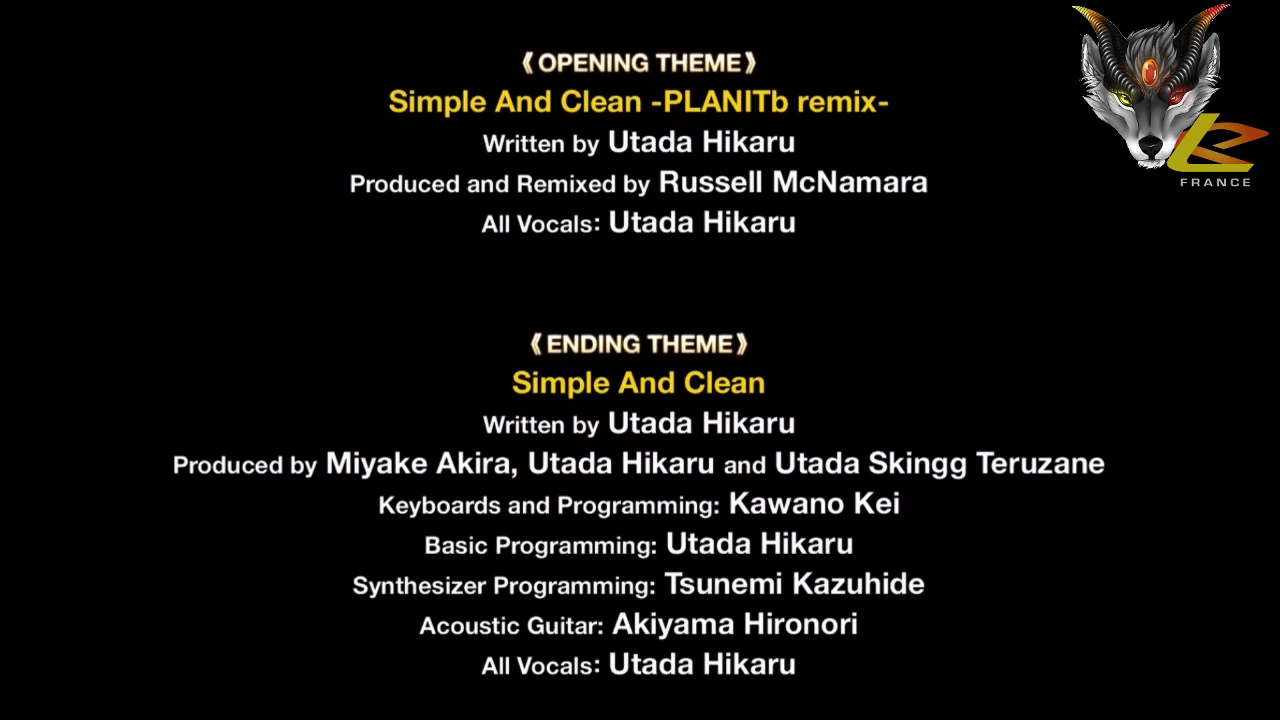 《OPENING THEME》
Simple And Clean -PLANITb remix-
Written by Utada Hikaru
Produced and Remixed by Russell McNamara
All Vocals: Utada Hikaru
《ENDING THEME》
Simple And Clean
Written by Utada Hikaru
Produced by Miyake Akira, Utada Hikaru and Utada Skingg Teruzane
Keyboards and Programming: Kawano Kei
Basic Programming: Utada Hikaru
Synthesizer Programming: Tsunemi Kazuhide
Acoustic Guitar: Akiyama Hironori
All Vocals: Utada Hikaru
FRANCE